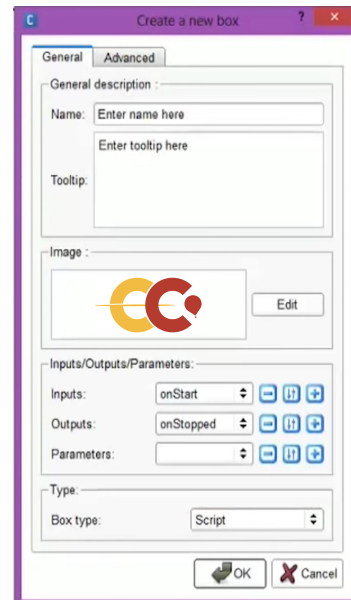 C
Create a new box
?
×
General
Advanced
General description :
Name:
Enter name here
Tooltip:
Enter tooltip here
Image :
CC
Edit
Inputs/Outputs/Parameters:
Inputs:
onStart
Outputs:
onStopped
Parameters:
Type:
Box type:
Script
OK
Cancel